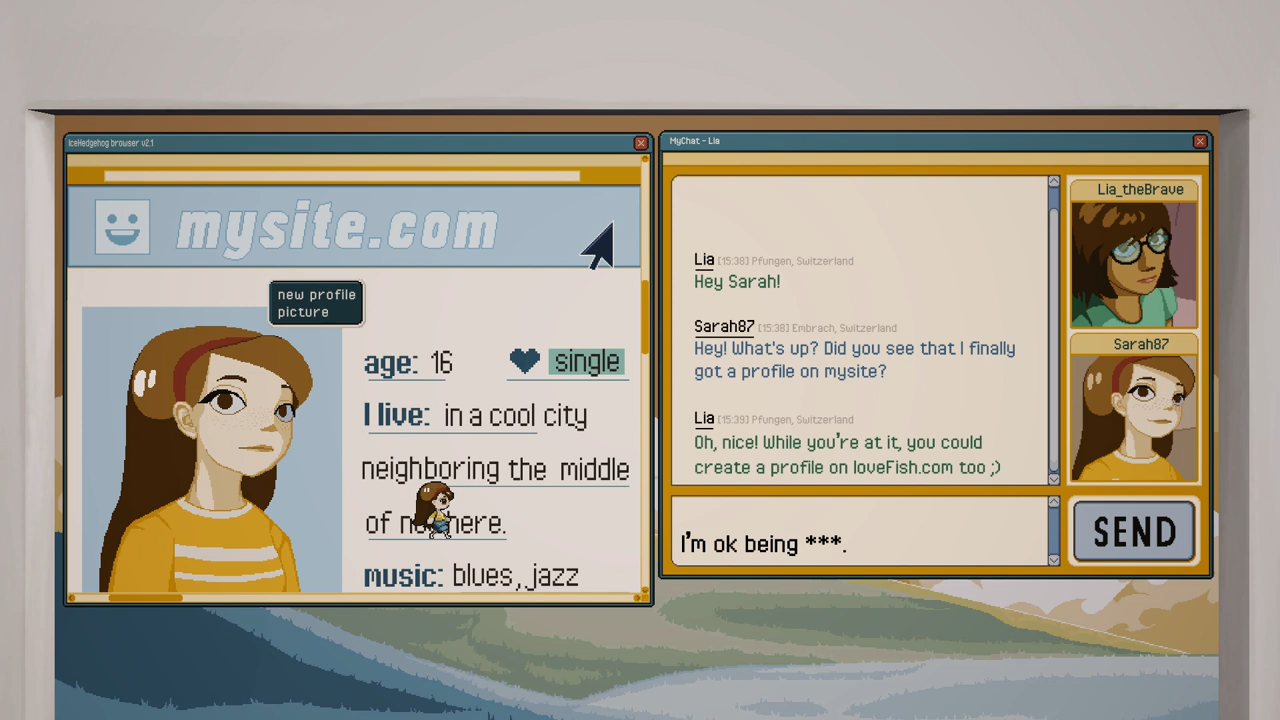 IceHedgehog browser v2.1
mysite.com
new profile
picture
age: 16 single
I live: in a cool city
neighboring the middle
of here.
music: blues, jazz
MyChat - Lia
Lia [15:38] Pfungen, Switzerland
Hey Sarah!
Sarah87 [15:38] Embrach, Switzerland
Hey! What's up? Did you see that I finally
got a profile on mysite?
Lia [15:39] Pfungen, Switzerland
Oh, nice! While you're at it, you could
create a profile on loveFish.com too ;)
I'm ok being ***.
Lia_theBrave
Sarah87
SEND